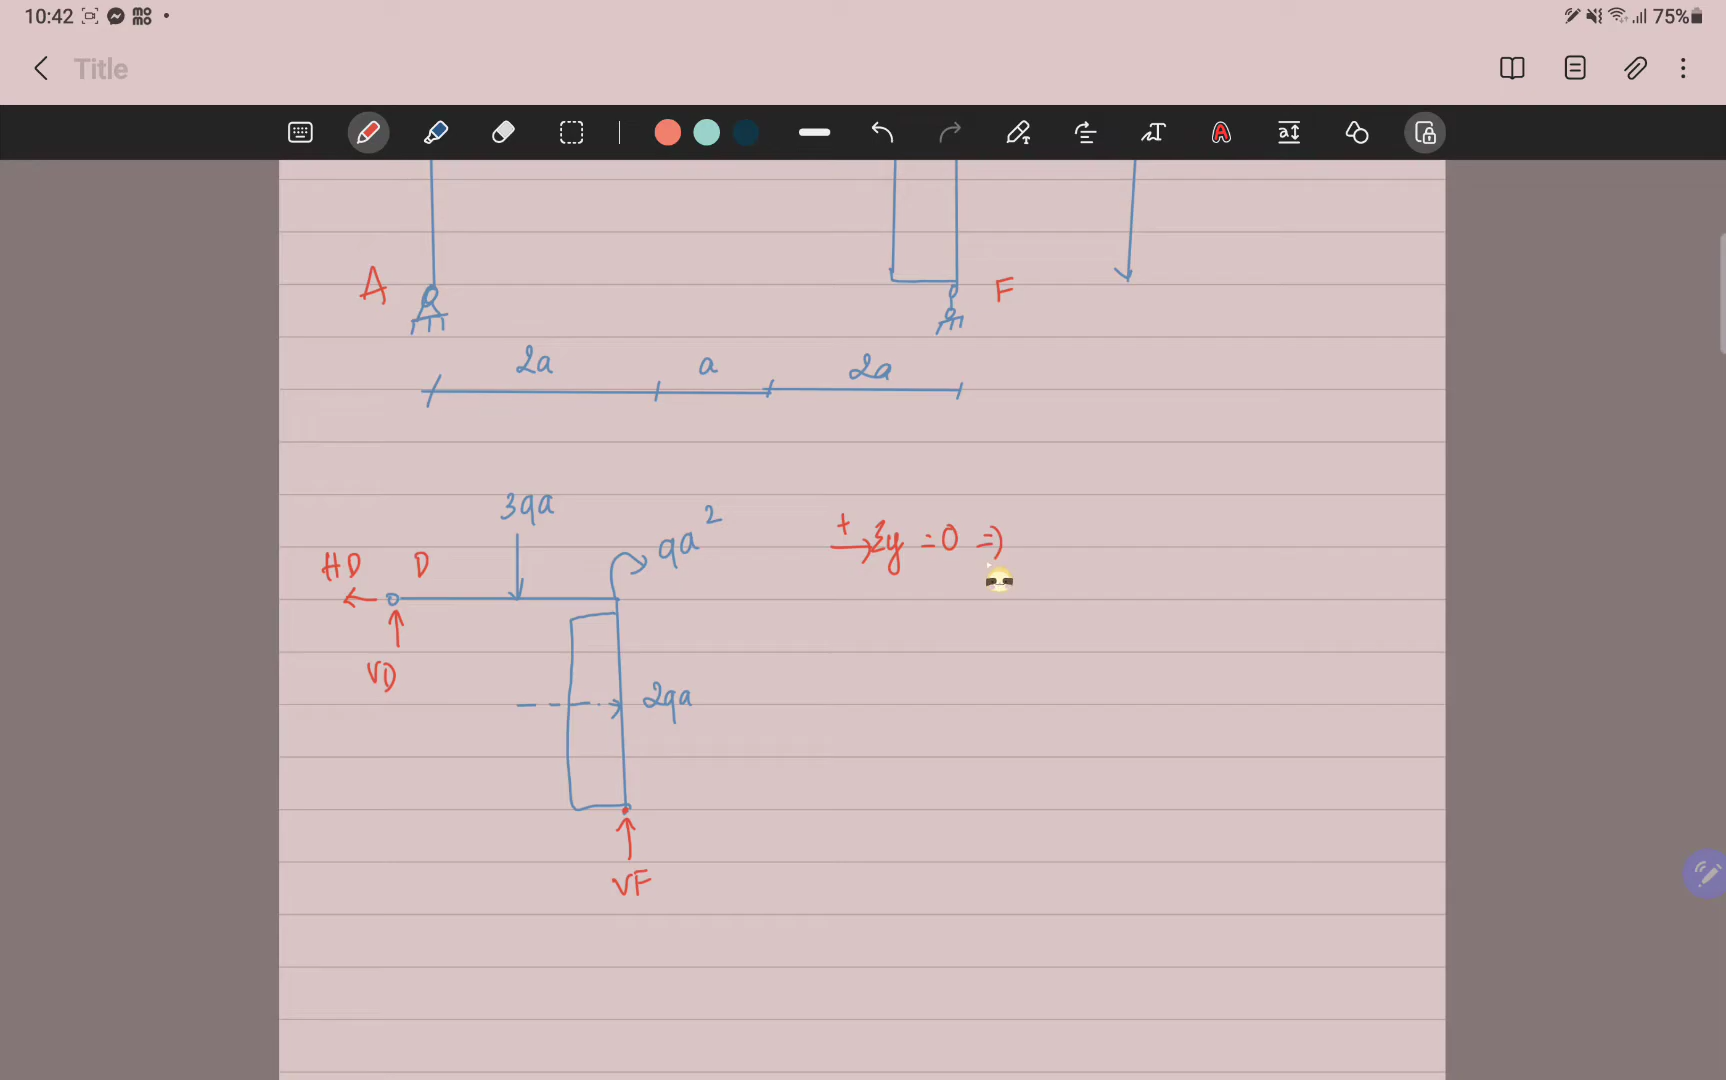 10:42 75%
Title
A F
2a a 2a
3qa
qa²
+ Σy = 0 =>
HD D
VD
2qa
VF